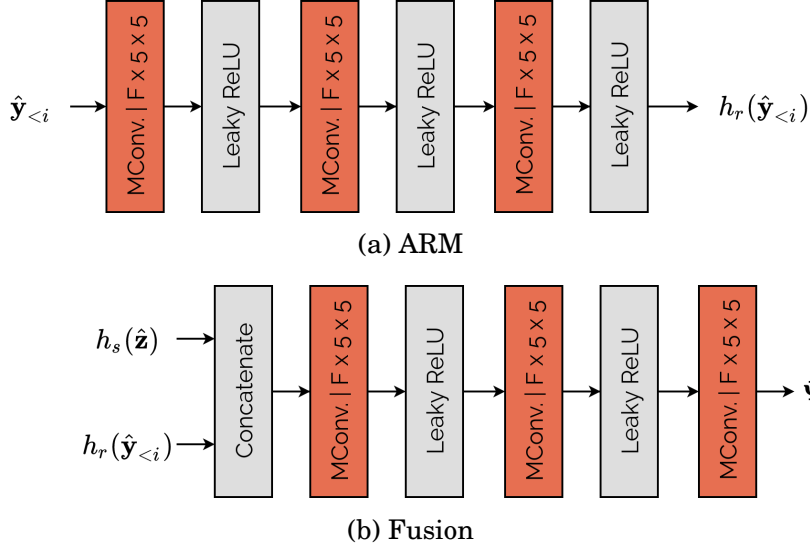 ŷ<i
MConv. | F x 5 x 5
Leaky ReLU
MConv. | F x 5 x 5
Leaky ReLU
MConv. | F x 5 x 5
Leaky ReLU
hr(ŷ<i)
(a) ARM
hs(ẑ)
hr(ŷ<i)
Concatenate
MConv. | F x 5 x 5
Leaky ReLU
MConv. | F x 5 x 5
Leaky ReLU
MConv. | F x 5 x 5
(b) Fusion